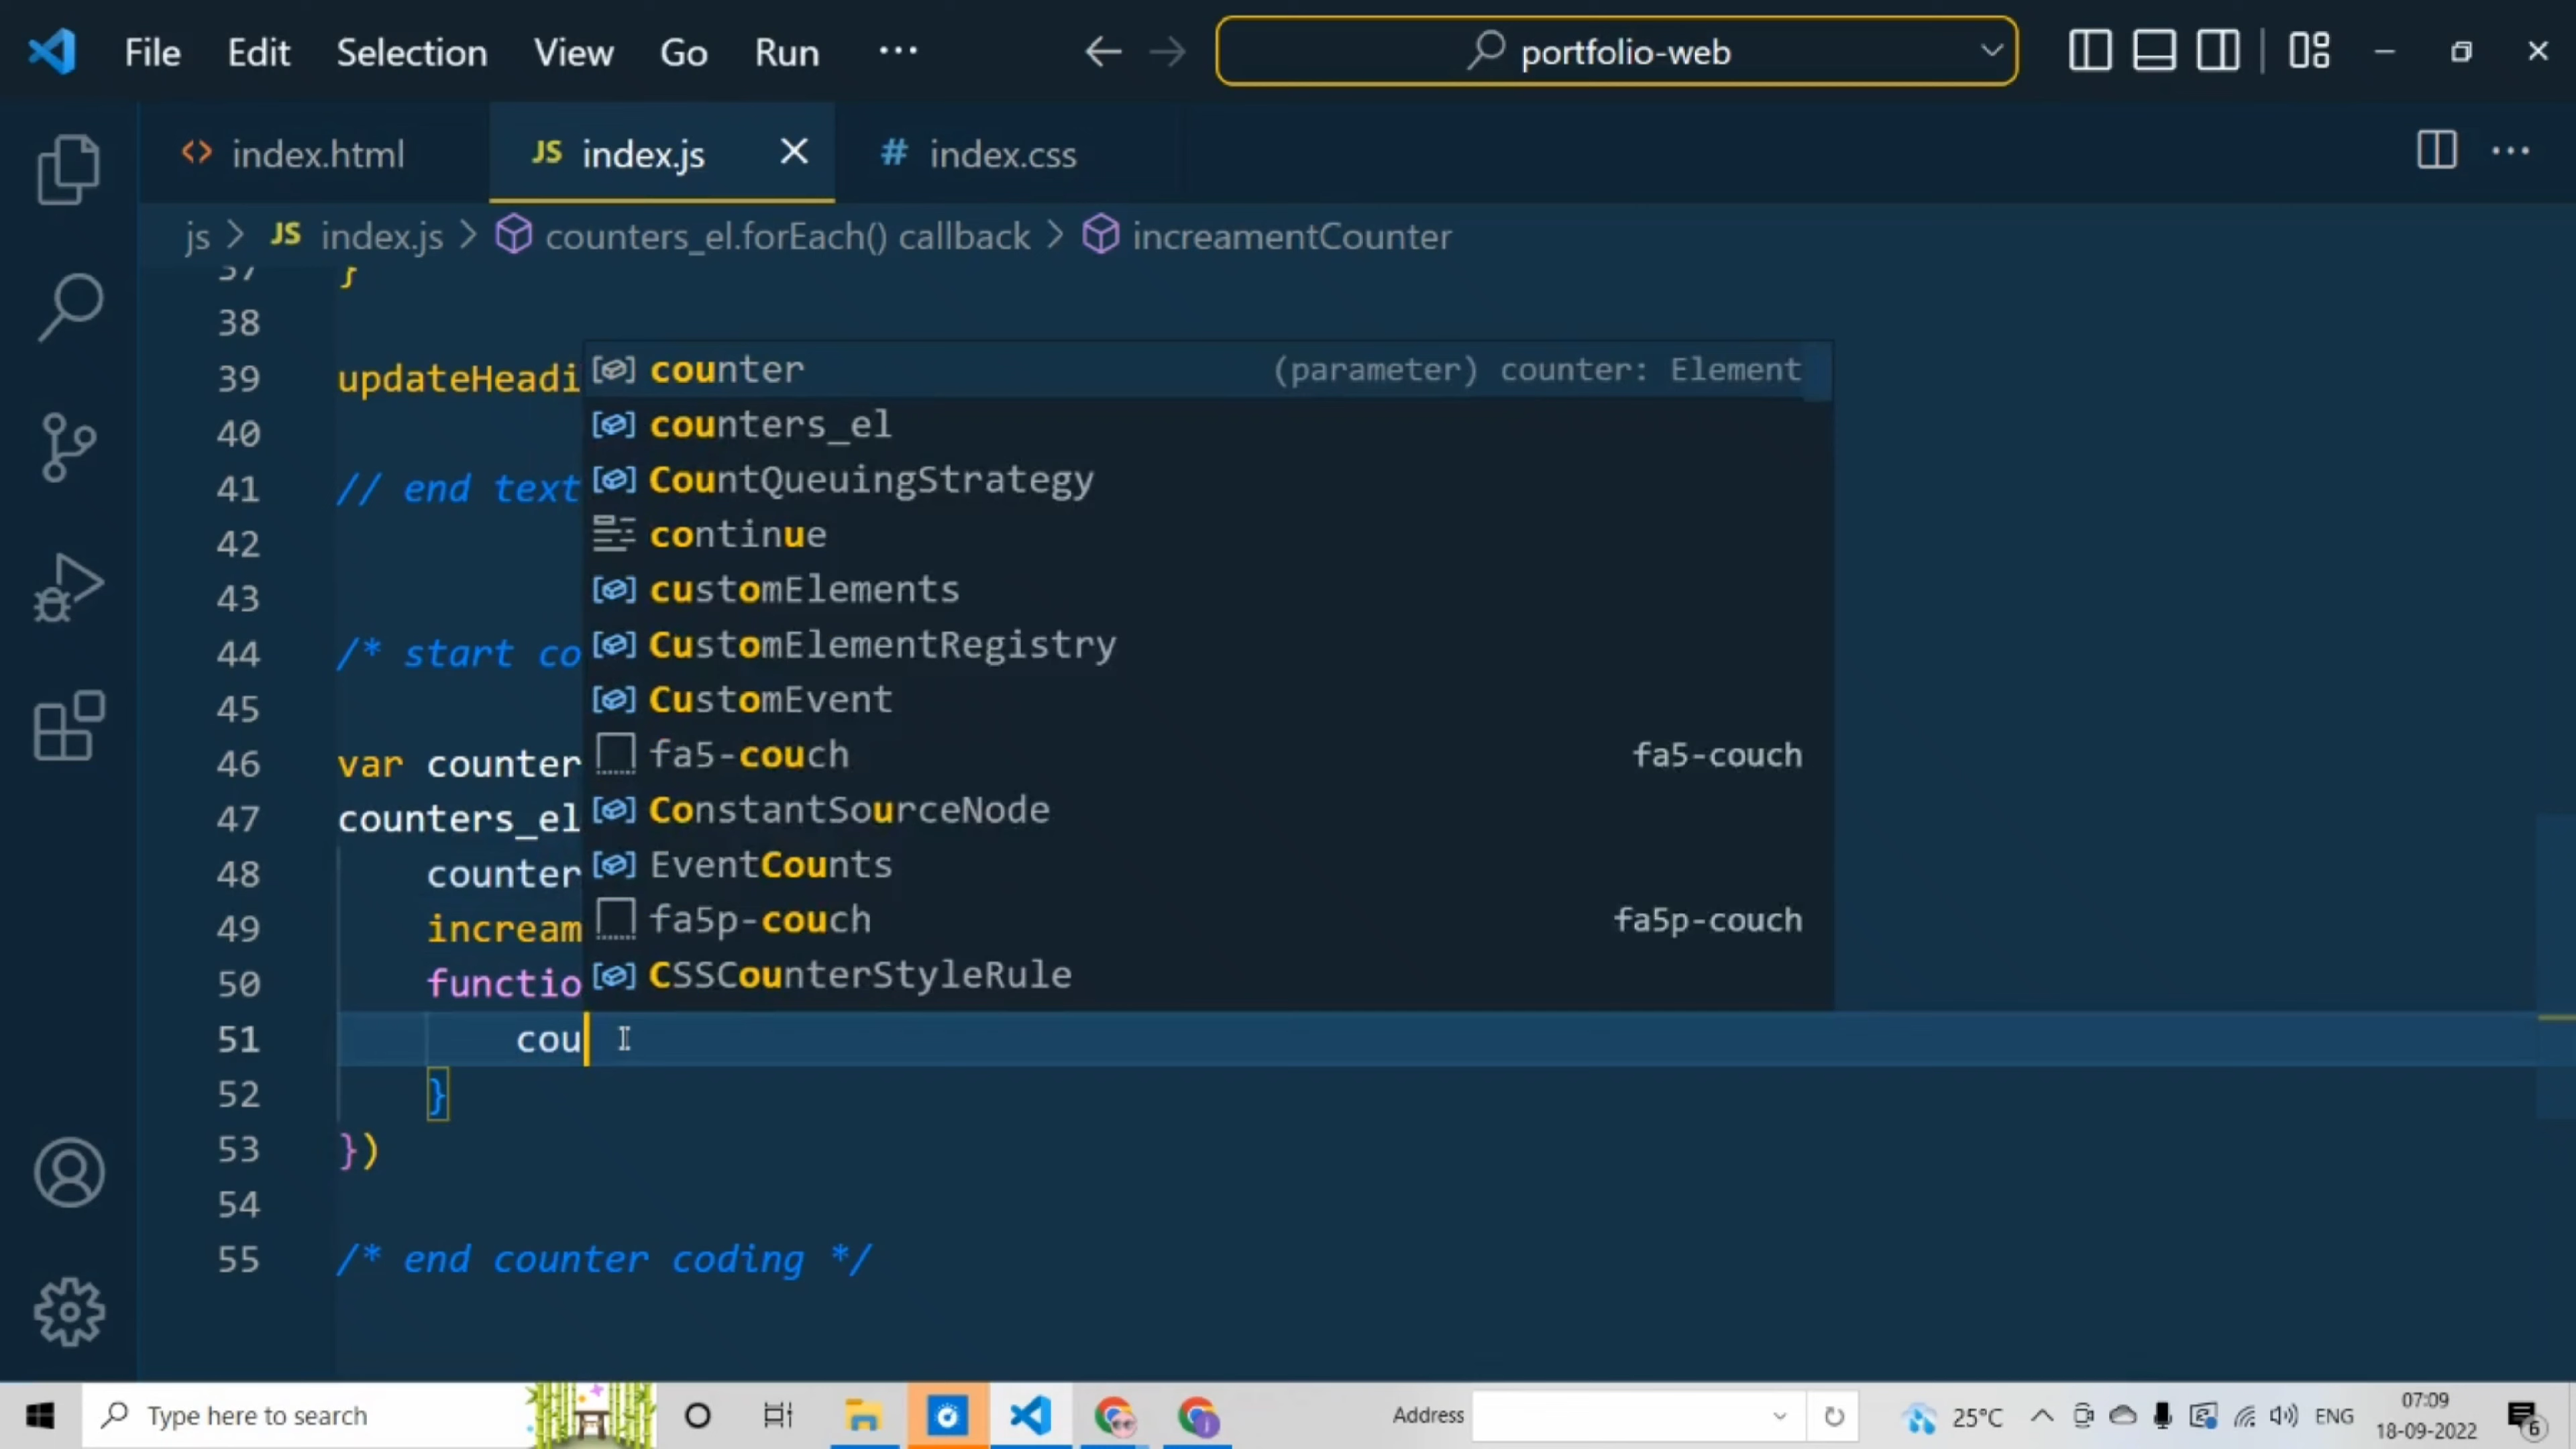 File Edit Selection View Go Run ... portfolio-web
index.html JS index.js # index.css
js > JS index.js > counters_el.forEach() callback > increamentCounter
37 }
38
39 updateHeadi
40
41 // end text
42
43
44 /* start co
45
46 var counter
47 counters_el
48 counter
49 incream
50 functio
51 cou
52 }
53 })
54
55 /* end counter coding */
counter (parameter) counter: Element
counters_el
CountQueuingStrategy
continue
customElements
CustomElementRegistry
CustomEvent
fa5-couch fa5-couch
ConstantSourceNode
EventCounts
fa5p-couch fa5p-couch
CSSCounterStyleRule
Type here to search Address 25°C ENG 07:09
18-09-2022 6